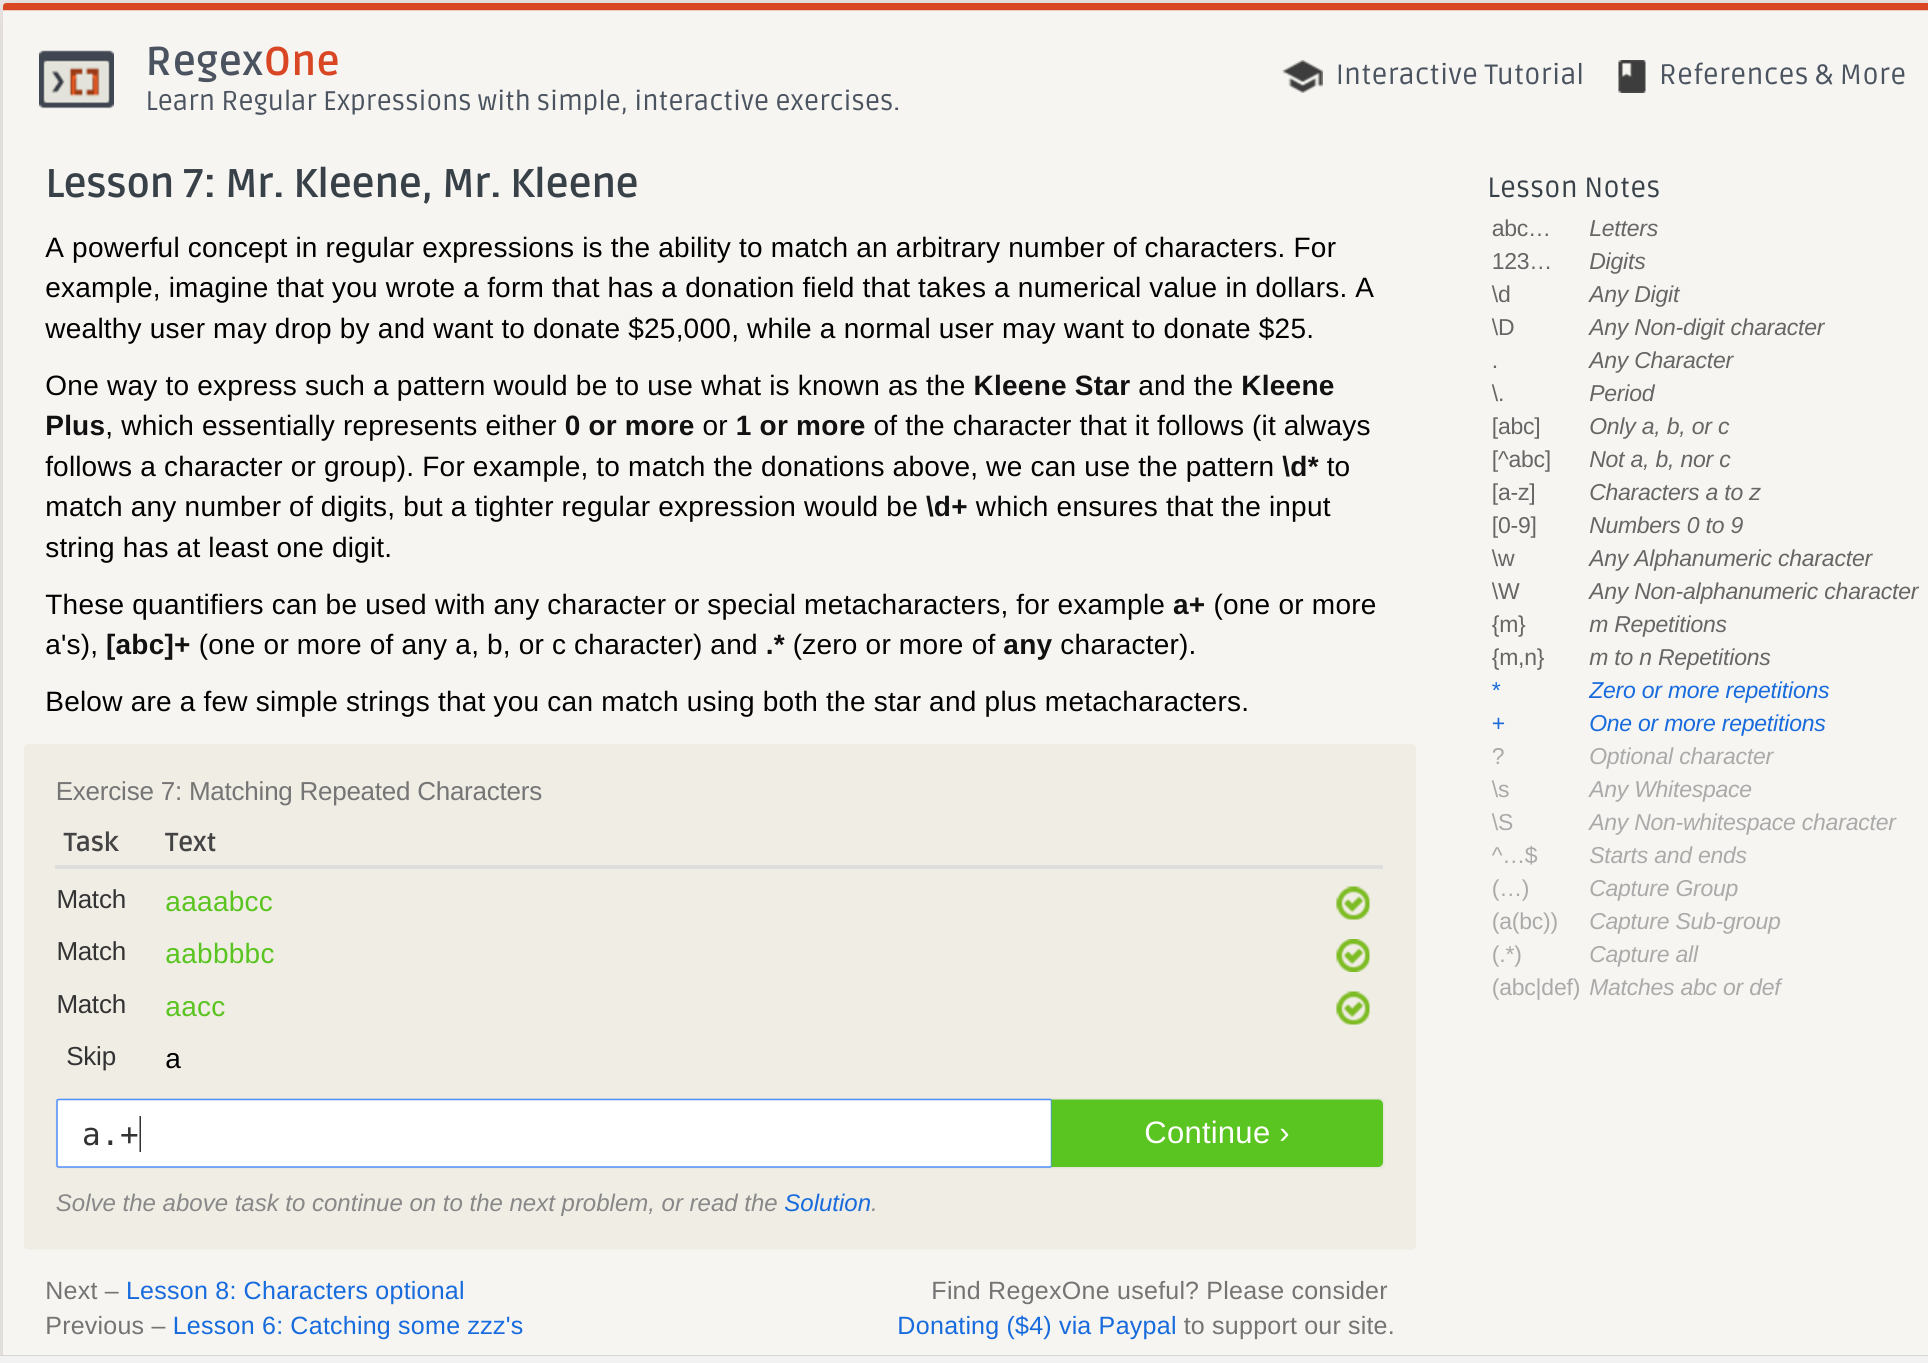 RegexOne
Learn Regular Expressions with simple, interactive exercises.
Interactive Tutorial
References & More
Lesson 7: Mr. Kleene, Mr. Kleene
A powerful concept in regular expressions is the ability to match an arbitrary number of characters. For
example, imagine that you wrote a form that has a donation field that takes a numerical value in dollars. A
wealthy user may drop by and want to donate $25,000, while a normal user may want to donate $25.
One way to express such a pattern would be to use what is known as the Kleene Star and the Kleene
Plus, which essentially represents either 0 or more or 1 or more of the character that it follows (it always
follows a character or group). For example, to match the donations above, we can use the pattern \d* to
match any number of digits, but a tighter regular expression would be \d+ which ensures that the input
string has at least one digit.
These quantifiers can be used with any character or special metacharacters, for example a+ (one or more
a's), [abc]+ (one or more of any a, b, or c character) and .* (zero or more of any character).
Below are a few simple strings that you can match using both the star and plus metacharacters.
Exercise 7: Matching Repeated Characters
Task Text
Match aaaabcc
Match aabbbbc
Match aacc
Skip a
a.+
Continue ›
Solve the above task to continue on to the next problem, or read the Solution.
Next – Lesson 8: Characters optional
Previous – Lesson 6: Catching some zzz's
Find RegexOne useful? Please consider
Donating ($4) via Paypal to support our site.
Lesson Notes
abc… Letters
123… Digits
\d Any Digit
\D Any Non-digit character
. Any Character
\. Period
[abc] Only a, b, or c
[^abc] Not a, b, nor c
[a-z] Characters a to z
[0-9] Numbers 0 to 9
\w Any Alphanumeric character
\W Any Non-alphanumeric character
{m} m Repetitions
{m,n} m to n Repetitions
* Zero or more repetitions
+ One or more repetitions
? Optional character
\s Any Whitespace
\S Any Non-whitespace character
^…$ Starts and ends
(…) Capture Group
(a(bc)) Capture Sub-group
(.*) Capture all
(abc|def) Matches abc or def